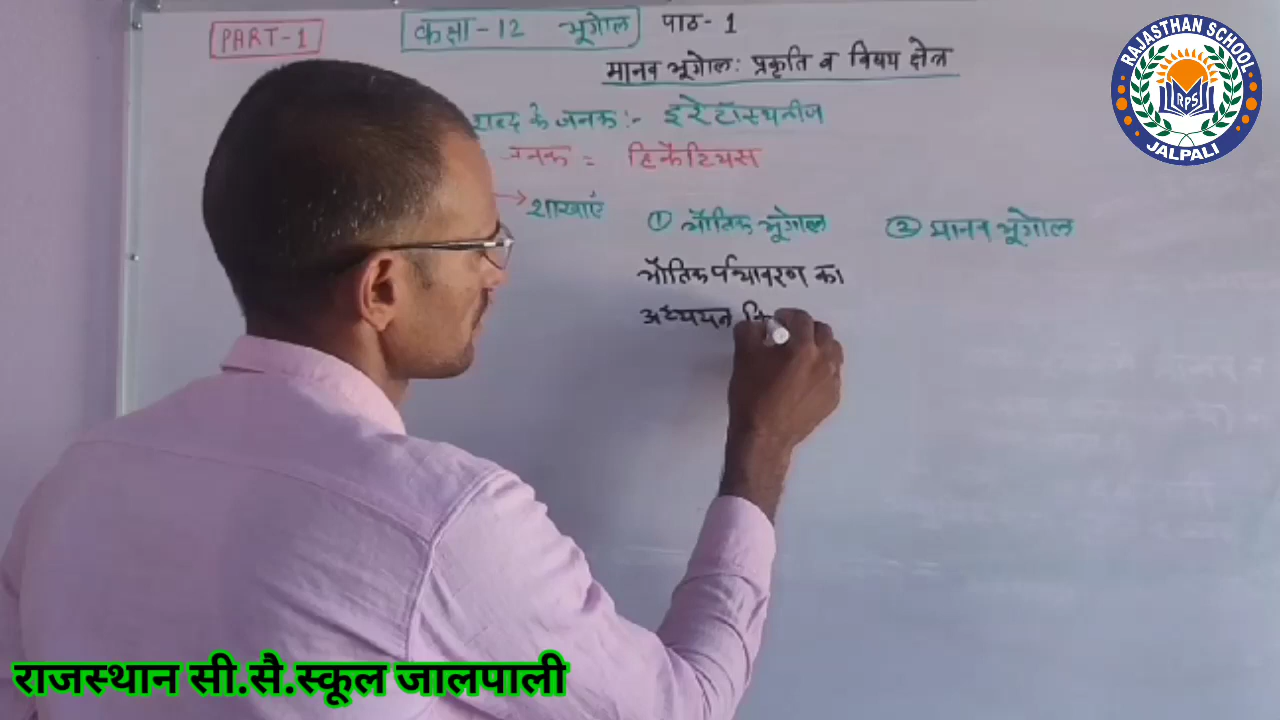 PART-1
कक्षा-12 भूगोल पाठ-1
मानव भूगोल: प्रकृति व विषय क्षेत्र
शब्द के जनक:- इरेटॉस्थनीज
जनक = हिकेटियस
→ शाखाएं ① भौतिक भूगोल ② मानव भूगोल
भौतिक पर्यावरण का
अध्ययन
RAJASTHAN SCHOOL
RPS
JALPALI
राजस्थान सी.सै.स्कूल जालपाली